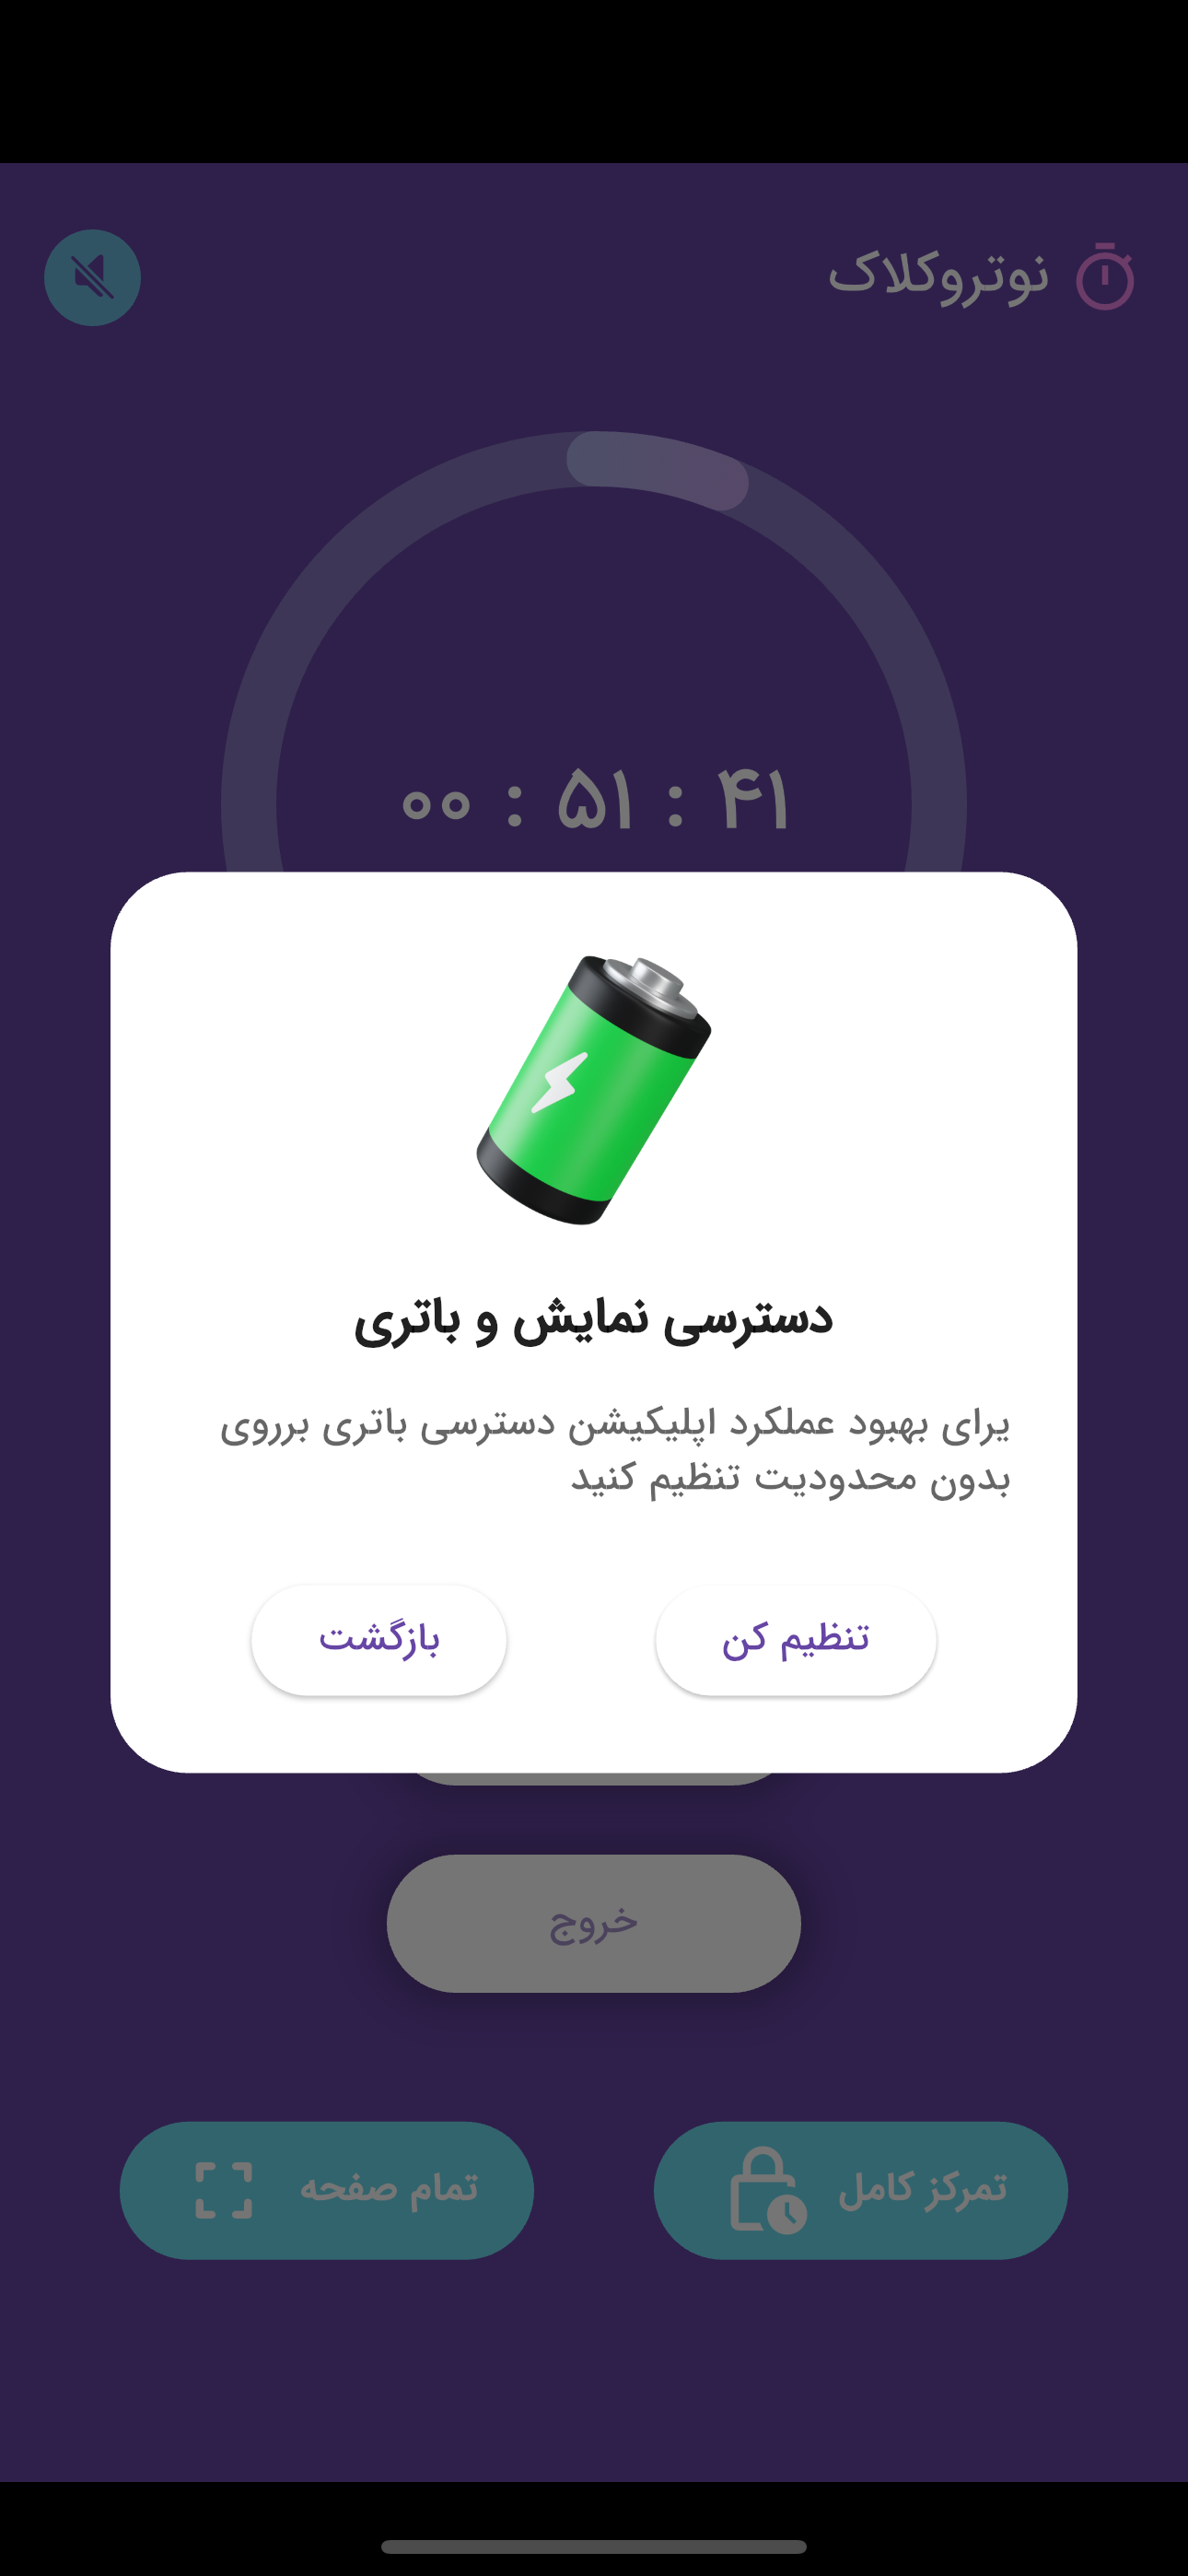 نوتروکلاک
۰۰ : ۵۱ : ۴۱
دسترسی نمایش و باتری
یرای بهبود عملکرد اپلیکیشن دسترسی باتری برروی
بدون محدودیت تنظیم کنید
تنظیم کن
بازگشت
خروج
تمرکز کامل
تمام صفحه